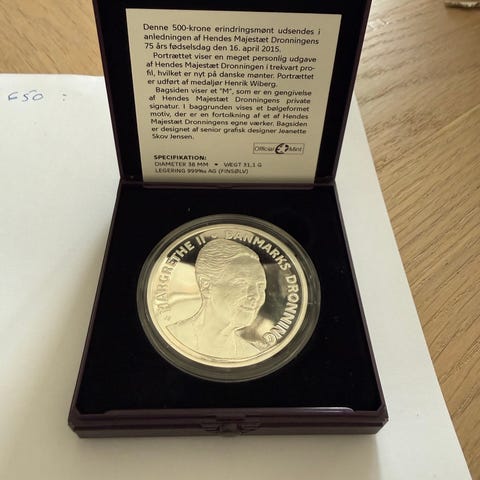 Denne 500-krone erindringsmønt udsendes i
anledningen af Hendes Majestæt Dronningens
75 års fødselsdag den 16. april 2015.
Portrættet viser en meget personlig udgave
af Hendes Majestæt Dronningen i trekvart pro-
fil, hvilket er nyt på danske mønter. Portrættet
er udført af medaljør Henrik Wiberg.
Bagsiden viser et "M", som er en gengivelse
af Hendes Majestæt Dronningens private
signatur. I baggrunden vises et bølgeformet
motiv, der er en fortolkning af et af Hendes
Majestæt Dronningens egne værker. Bagsiden
er designet af senior grafisk designer Jeanette
Skov Jensen.
Official Mint
SPECIFIKATION:
DIAMETER 38 MM • VÆGT 31,1 G
LEGERING 999‰ AG (FINSØLV)
650 :
MARGRETHE II DANMARKS DRONNING